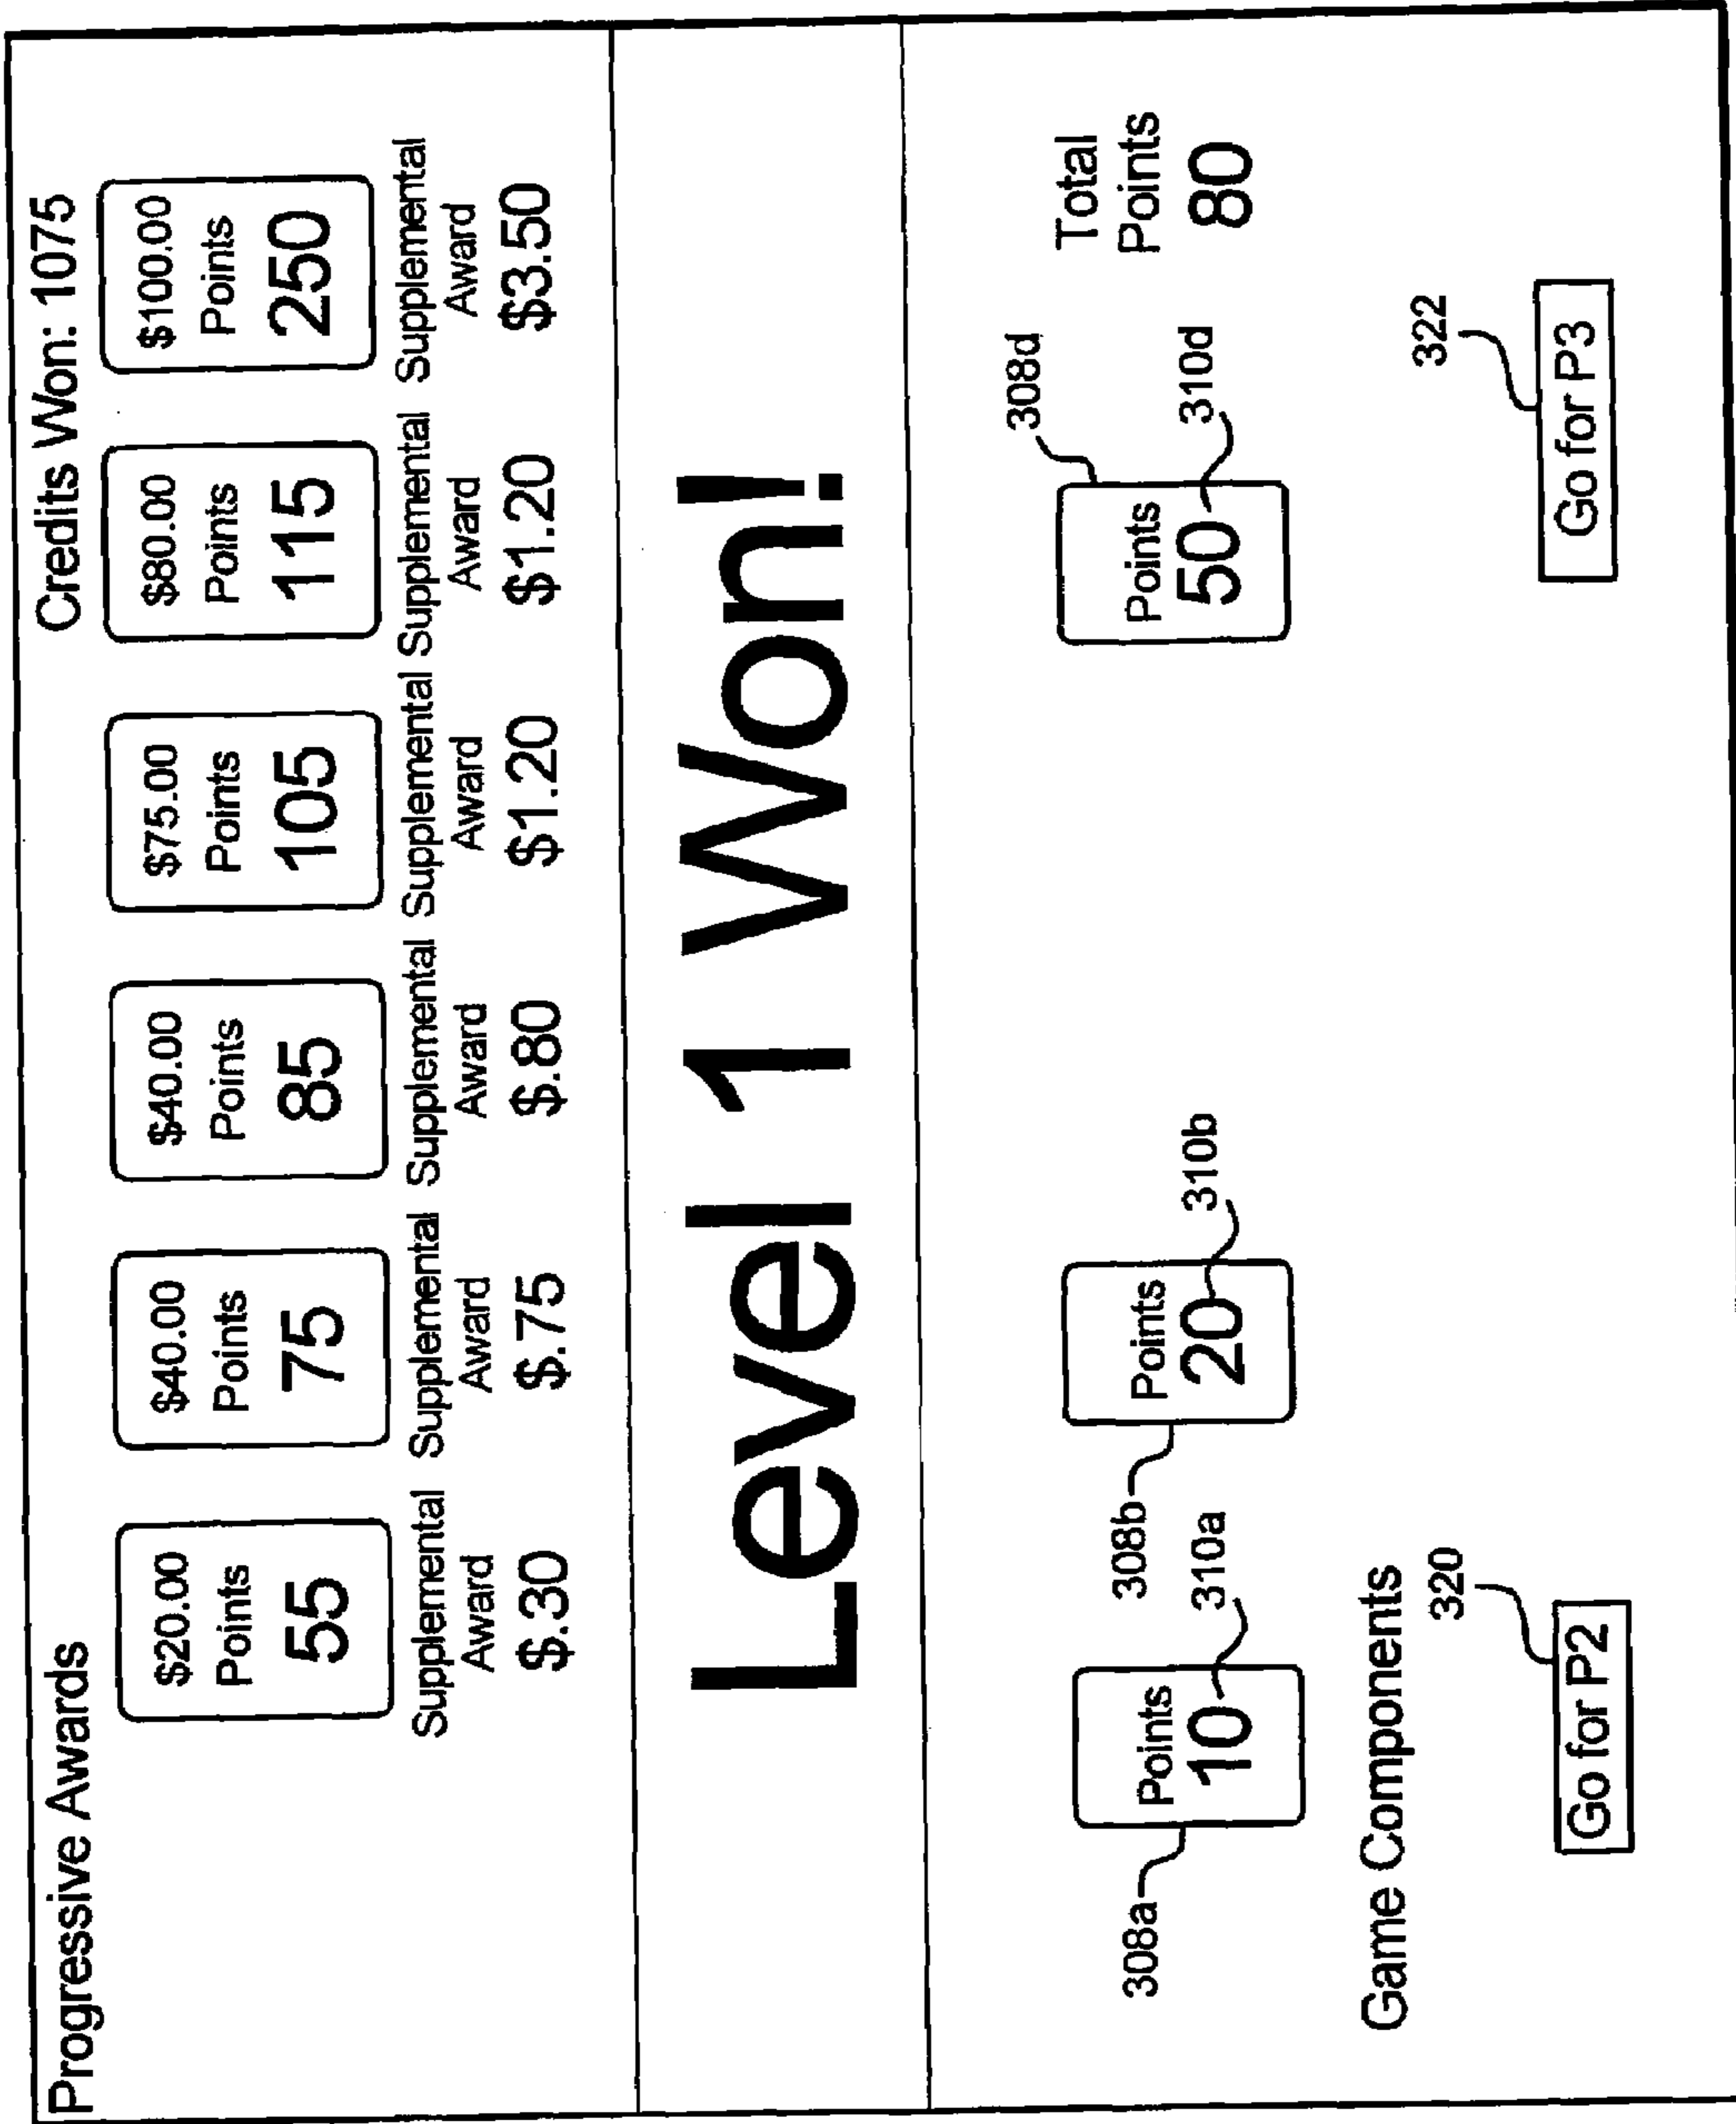 Progressive Awards Credits Won: 1075
$20.00 $40.00 $40.00 $75.00 $80.00 $100.00
Points Points Points Points Points Points
55 75 85 105 115 250
Supplemental Supplemental Supplemental Supplemental Supplemental Supplemental
Award Award Award Award Award Award
$.30 $.75 $.80 $1.20 $1.20 $3.50
Level 1 Won!
308d
Total
308a 308b Points Points Points Points
10 20 50 80
310a 310b 310d
Game Components
320 322
Go for P2 Go for P3